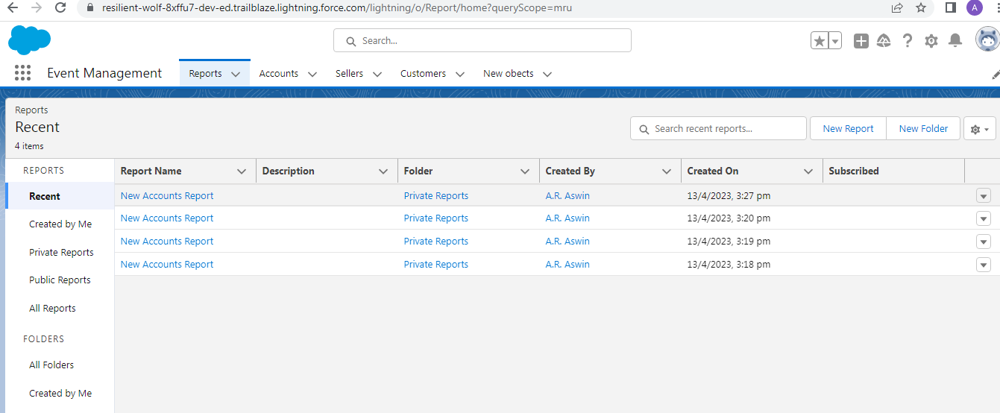 resilient-wolf-8xffu7-dev-ed.trailblaze.lightning.force.com/lightning/o/Report/home?queryScope=mru
A
Search...
Event Management Reports Accounts Sellers Customers New obects
Reports
Recent
4 items
Search recent reports...
New Report
New Folder
REPORTS
Recent
Created by Me
Private Reports
Public Reports
All Reports
FOLDERS
All Folders
Created by Me
Report Name Description Folder Created By Created On Subscribed
New Accounts Report Private Reports A.R. Aswin 13/4/2023, 3:27 pm
New Accounts Report Private Reports A.R. Aswin 13/4/2023, 3:20 pm
New Accounts Report Private Reports A.R. Aswin 13/4/2023, 3:19 pm
New Accounts Report Private Reports A.R. Aswin 13/4/2023, 3:18 pm